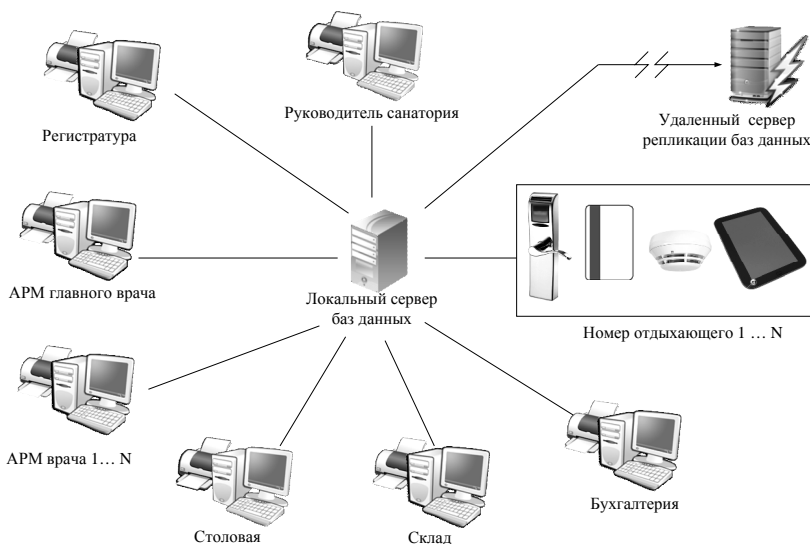 Регистратура
Руководитель санатория
Удаленный сервер
репликации баз данных
АРМ главного врача
Локальный сервер
баз данных
Номер отдыхающего 1 … N
АРМ врача 1… N
Столовая
Склад
Бухгалтерия